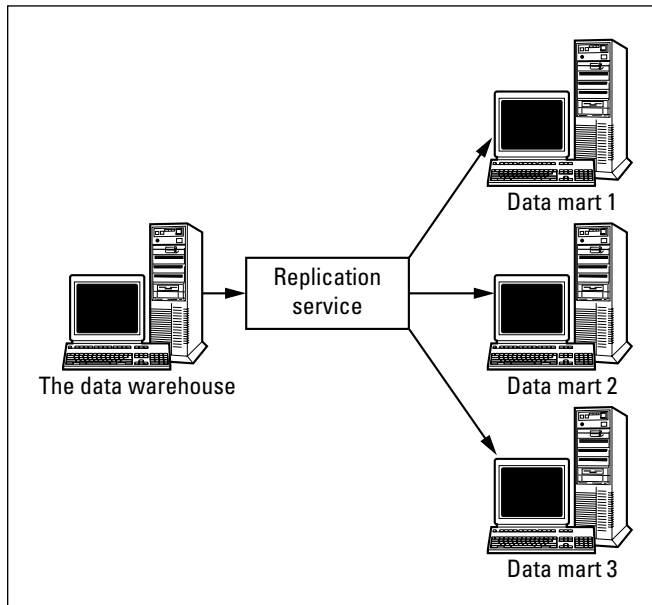 Data mart 1
Replication
service
The data warehouse
Data mart 2
Data mart 3